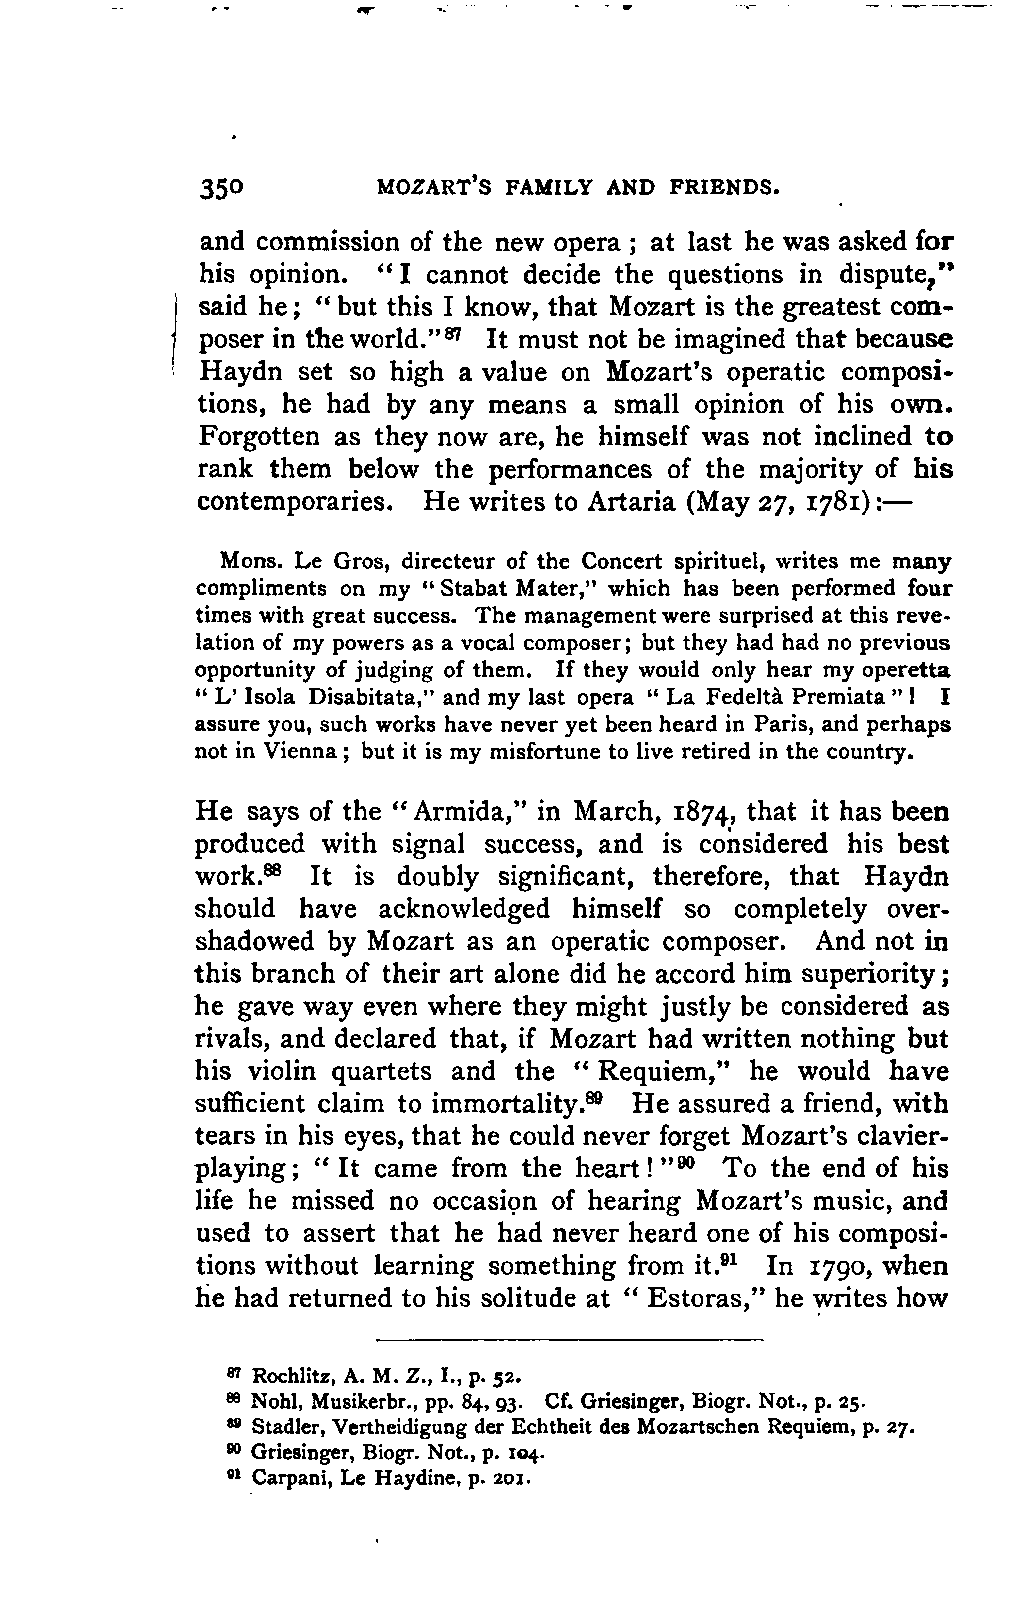 350 MOZART'S FAMILY AND FRIENDS.
and commission of the new opera ; at last he was asked for
his opinion. "I cannot decide the questions in dispute,"
said he; "but this I know, that Mozart is the greatest com-
poser in the world."⁸⁷ It must not be imagined that because
Haydn set so high a value on Mozart's operatic composi-
tions, he had by any means a small opinion of his own.
Forgotten as they now are, he himself was not inclined to
rank them below the performances of the majority of his
contemporaries. He writes to Artaria (May 27, 1781):—
Mons. Le Gros, directeur of the Concert spirituel, writes me many
compliments on my "Stabat Mater," which has been performed four
times with great success. The management were surprised at this reve-
lation of my powers as a vocal composer; but they had had no previous
opportunity of judging of them. If they would only hear my operetta
"L' Isola Disabitata," and my last opera "La Fedeltà Premiata"! I
assure you, such works have never yet been heard in Paris, and perhaps
not in Vienna; but it is my misfortune to live retired in the country.
He says of the "Armida," in March, 1874, that it has been
produced with signal success, and is considered his best
work.⁸⁸ It is doubly significant, therefore, that Haydn
should have acknowledged himself so completely over-
shadowed by Mozart as an operatic composer. And not in
this branch of their art alone did he accord him superiority;
he gave way even where they might justly be considered as
rivals, and declared that, if Mozart had written nothing but
his violin quartets and the "Requiem," he would have
sufficient claim to immortality.⁸⁹ He assured a friend, with
tears in his eyes, that he could never forget Mozart's clavier-
playing; "It came from the heart!"⁹⁰ To the end of his
life he missed no occasion of hearing Mozart's music, and
used to assert that he had never heard one of his composi-
tions without learning something from it.⁹¹ In 1790, when
he had returned to his solitude at "Estoras," he writes how
⁸⁷ Rochlitz, A. M. Z., I., p. 52.
⁸⁸ Nohl, Musikerbr., pp. 84, 93. Cf. Griesinger, Biogr. Not., p. 25.
⁸⁹ Stadler, Vertheidigung der Echtheit des Mozartschen Requiem, p. 27.
⁹⁰ Griesinger, Biogr. Not., p. 104.
⁹¹ Carpani, Le Haydine, p. 201.